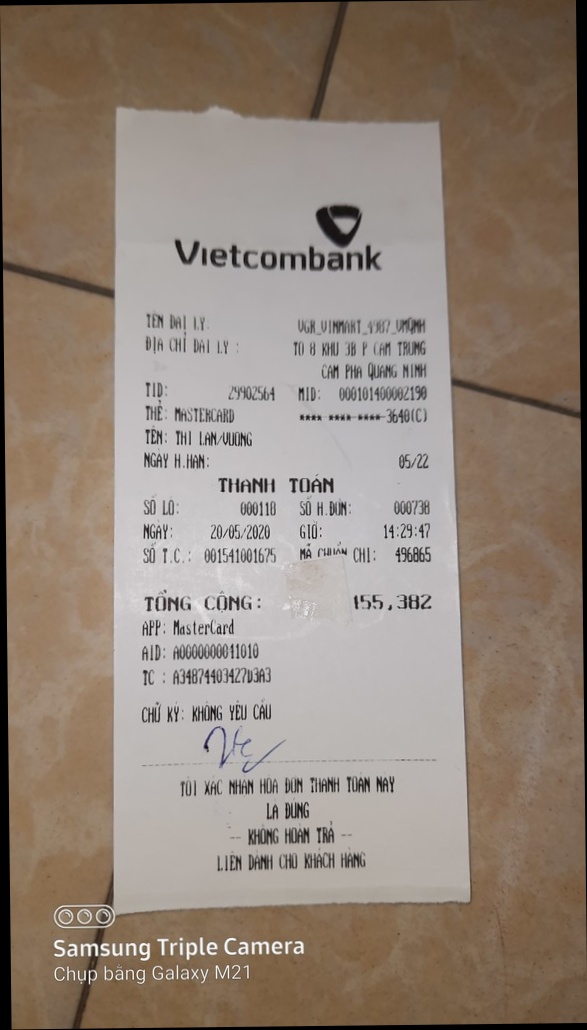 Vietcombank
TÊN ĐẠI LÝ: VGR_VINMART_4987_VMQNH
ĐỊA CHỈ ĐẠI LÝ : TO 8 KHU 3B P CAM TRUNG
CAM PHA QUANG NINH
TID: 29902564 MID: 000101400002190
THẺ: MASTERCARD **** **** **** 3640(C)
TÊN: THI LAN/VUONG
NGÀY H.HẠN: 05/22
THANH TOÁN
SỐ LÔ: 000118 SỐ H.ĐƠN: 000738
NGÀY: 20/05/2020 GIỜ: 14:29:47
SỐ T.C.: 001541001675 MÃ CHUẨN CHI: 496865
TỔNG CỘNG: 155,382
APP: MasterCard
AID: A0000000041010
TC : A34874403427D3A3
CHỮ KÝ: KHÔNG YÊU CẦU
TÔI XÁC NHẬN HÓA ĐƠN THANH TOÁN NÀY
LÀ ĐÚNG
-- KHÔNG HOÀN TRẢ --
LIÊN DÀNH CHO KHÁCH HÀNG
Samsung Triple Camera
Chụp bằng Galaxy M21